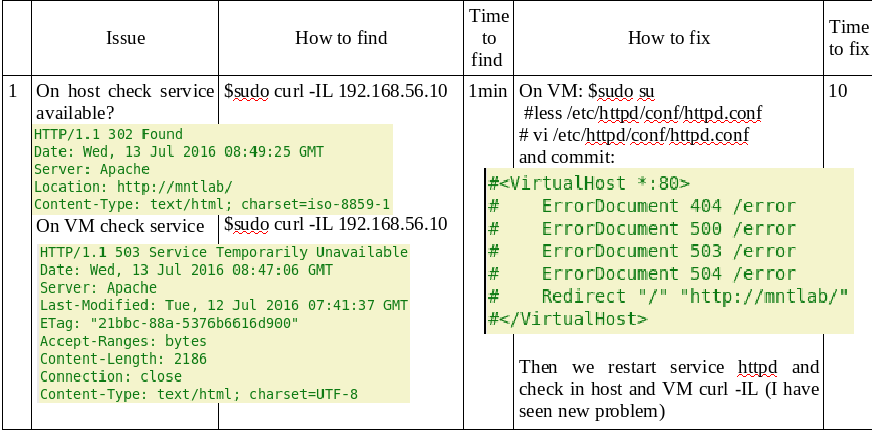 Issue
How to find
Time to find
How to fix
Time to fix
1
On host check service
available?
HTTP/1.1 302 Found
Date: Wed, 13 Jul 2016 08:49:25 GMT
Server: Apache
Location: http://mntlab/
Content-Type: text/html; charset=iso-8859-1
On VM check service
HTTP/1.1 503 Service Temporarily Unavailable
Date: Wed, 13 Jul 2016 08:47:06 GMT
Server: Apache
Last-Modified: Tue, 12 Jul 2016 07:41:37 GMT
ETag: "21bbc-88a-5376b6616d900"
Accept-Ranges: bytes
Content-Length: 2186
Connection: close
Content-Type: text/html; charset=UTF-8
$sudo curl -IL 192.168.56.10
$sudo curl -IL 192.168.56.10
1min
On VM: $sudo su
#less /etc/httpd/conf/httpd.conf
# vi /etc/httpd/conf/httpd.conf
and commit:
#<VirtualHost *:80>
#    ErrorDocument 404 /error
#    ErrorDocument 500 /error
#    ErrorDocument 503 /error
#    ErrorDocument 504 /error
#    Redirect "/" "http://mntlab/"
#</VirtualHost>
Then we restart service httpd and
check in host and VM curl -IL (I have
seen new problem)
10